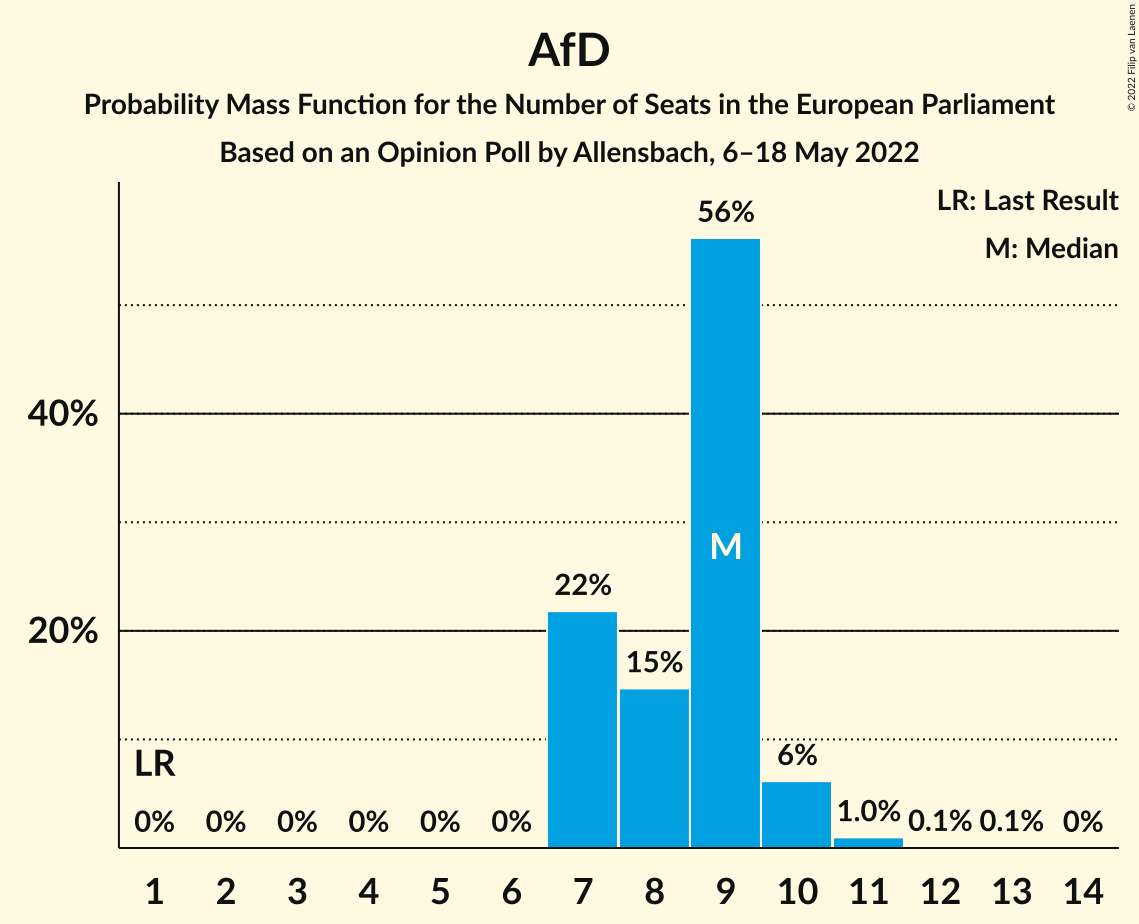 AfD
Probability Mass Function for the Number of Seats in the European Parliament
Based on an Opinion Poll by Allensbach, 6–18 May 2022
© 2022 Filip van Laenen
LR: Last Result
M: Median
56%
40%
M
22%
20%
15%
LR
6%
0% 0% 0% 0% 0% 0% 1.0% 0.1% 0.1% 0%
1 2 3 4 5 6 7 8 9 10 11 12 13 14